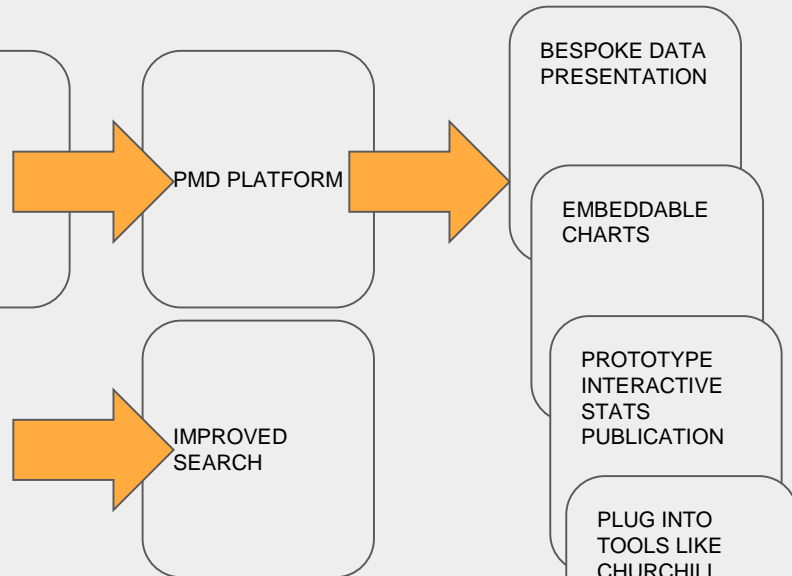 PMD PLATFORM
IMPROVED
SEARCH
BESPOKE DATA
PRESENTATION
EMBEDDABLE
CHARTS
PROTOTYPE
INTERACTIVE
STATS
PUBLICATION
PLUG INTO
TOOLS LIKE
CHURCHILL